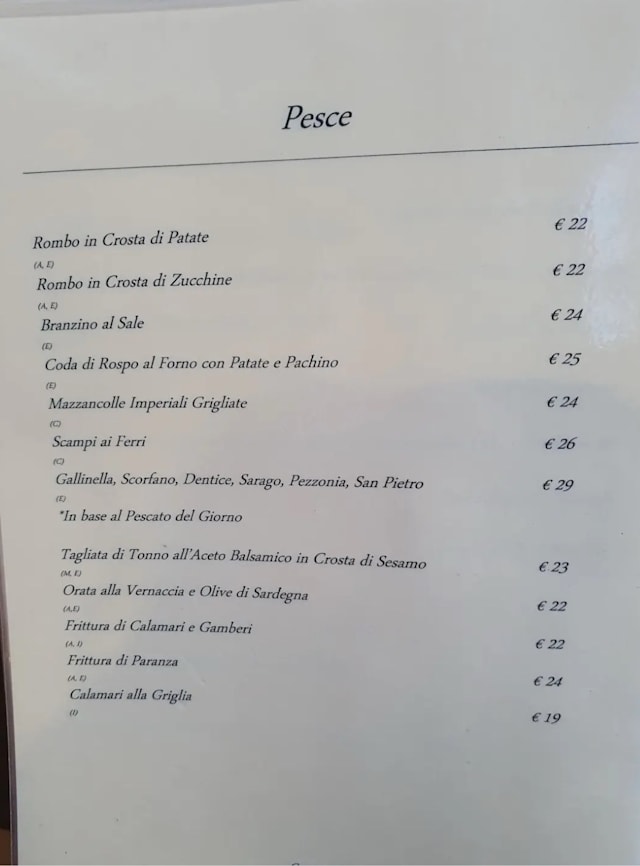 Pesce
Rombo in Crosta di Patate € 22
(A, E)
Rombo in Crosta di Zucchine € 22
(A, E)
Branzino al Sale € 24
(E)
Coda di Rospo al Forno con Patate e Pachino € 25
(E)
Mazzancolle Imperiali Grigliate € 24
(C)
Scampi ai Ferri € 26
(C)
Gallinella, Scorfano, Dentice, Sarago, Pezzonia, San Pietro € 29
(E)
*In base al Pescato del Giorno
Tagliata di Tonno all'Aceto Balsamico in Crosta di Sesamo € 23
(M, E)
Orata alla Vernaccia e Olive di Sardegna € 22
(A,E)
Frittura di Calamari e Gamberi € 22
(A, I)
Frittura di Paranza € 24
(A, E)
Calamari alla Griglia € 19
(I)